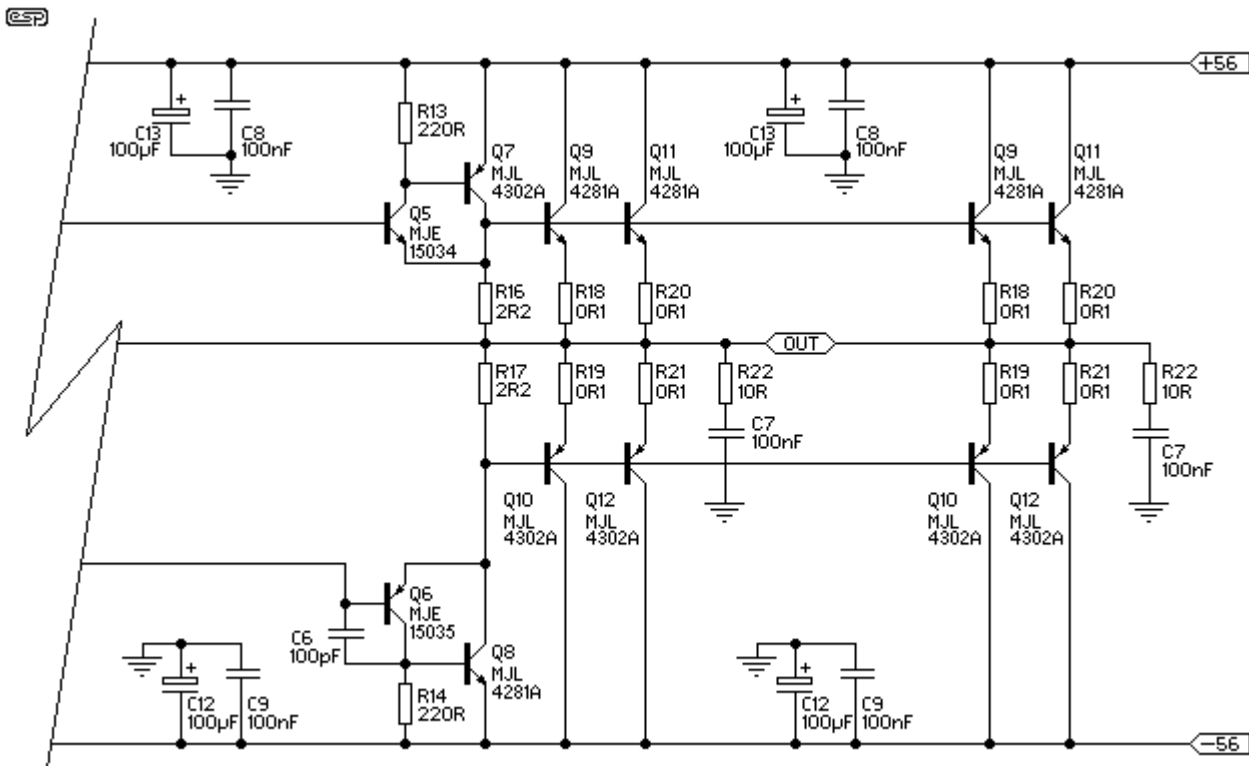 esp
+56
R13
220R
C13
100µF
C8
100nF
Q7
MJL
4302A
Q9
MJL
4281A
Q11
MJL
4281A
C13
100µF
C8
100nF
Q9
MJL
4281A
Q11
MJL
4281A
Q5
MJE
15034
R16
2R2
R18
0R1
R20
0R1
R18
0R1
R20
0R1
OUT
R17
2R2
R19
0R1
R21
0R1
R22
10R
R19
0R1
R21
0R1
R22
10R
C7
100nF
C7
100nF
Q10
MJL
4302A
Q12
MJL
4302A
Q10
MJL
4302A
Q12
MJL
4302A
Q6
MJE
15035
C6
100pF
Q8
MJL
4281A
R14
220R
+
C12
100µF
C9
100nF
+
C12
100µF
C9
100nF
+
+
-56